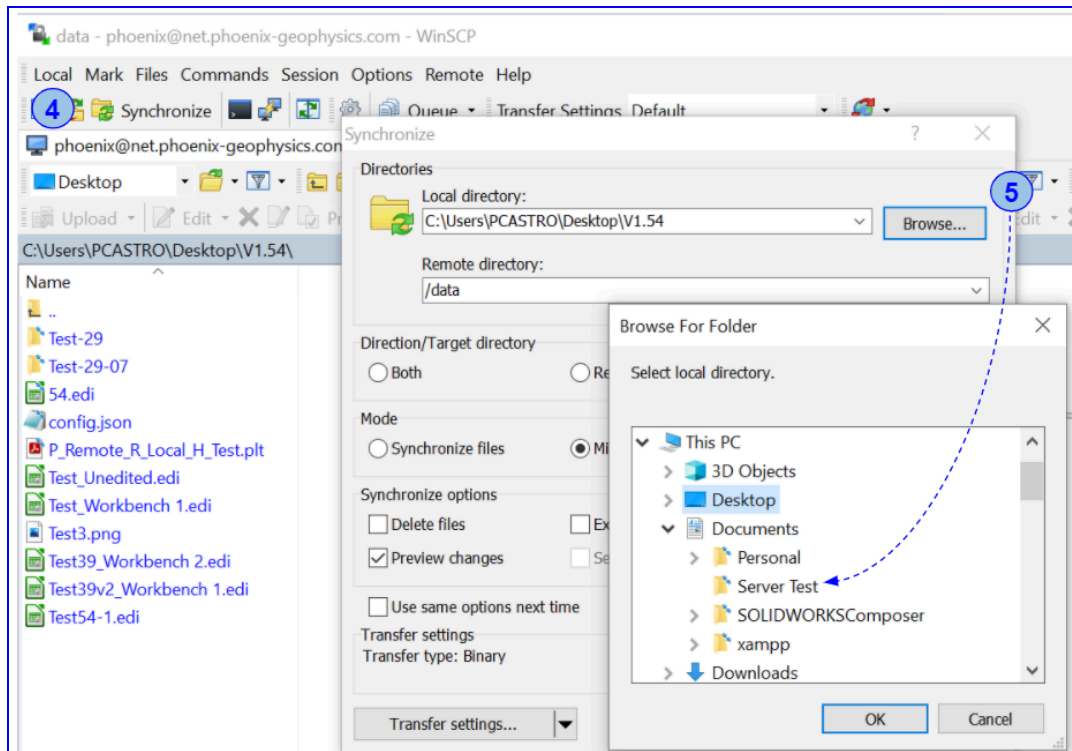 data - phoenix@net.phoenix-geophysics.com - WinSCP
Local Mark Files Commands Session Options Remote Help
4 Synchronize Queue Transfer Settings Default
phoenix@net.phoenix-geophysics.com
Synchronize ?
Desktop
Directories
Local directory:
5
Upload Edit
C:\Users\PCASTRO\Desktop\V1.54
Browse...
C:\Users\PCASTRO\Desktop\V1.54\
Remote directory:
/data
Name
..
Test-29
Test-29-07
54.edi
config.json
P_Remote_R_Local_H_Test.plt
Test_Unedited.edi
Test_Workbench 1.edi
Test3.png
Test39_Workbench 2.edi
Test39v2_Workbench 1.edi
Test54-1.edi
Direction/Target directory
Both Re
Mode
Synchronize files Mi
Synchronize options
Delete files Ex
Preview changes Se
Use same options next time
Transfer settings
Transfer type: Binary
Transfer settings...
Browse For Folder
Select local directory.
This PC
3D Objects
Desktop
Documents
Personal
Server Test
SOLIDWORKSComposer
xampp
Downloads
OK Cancel